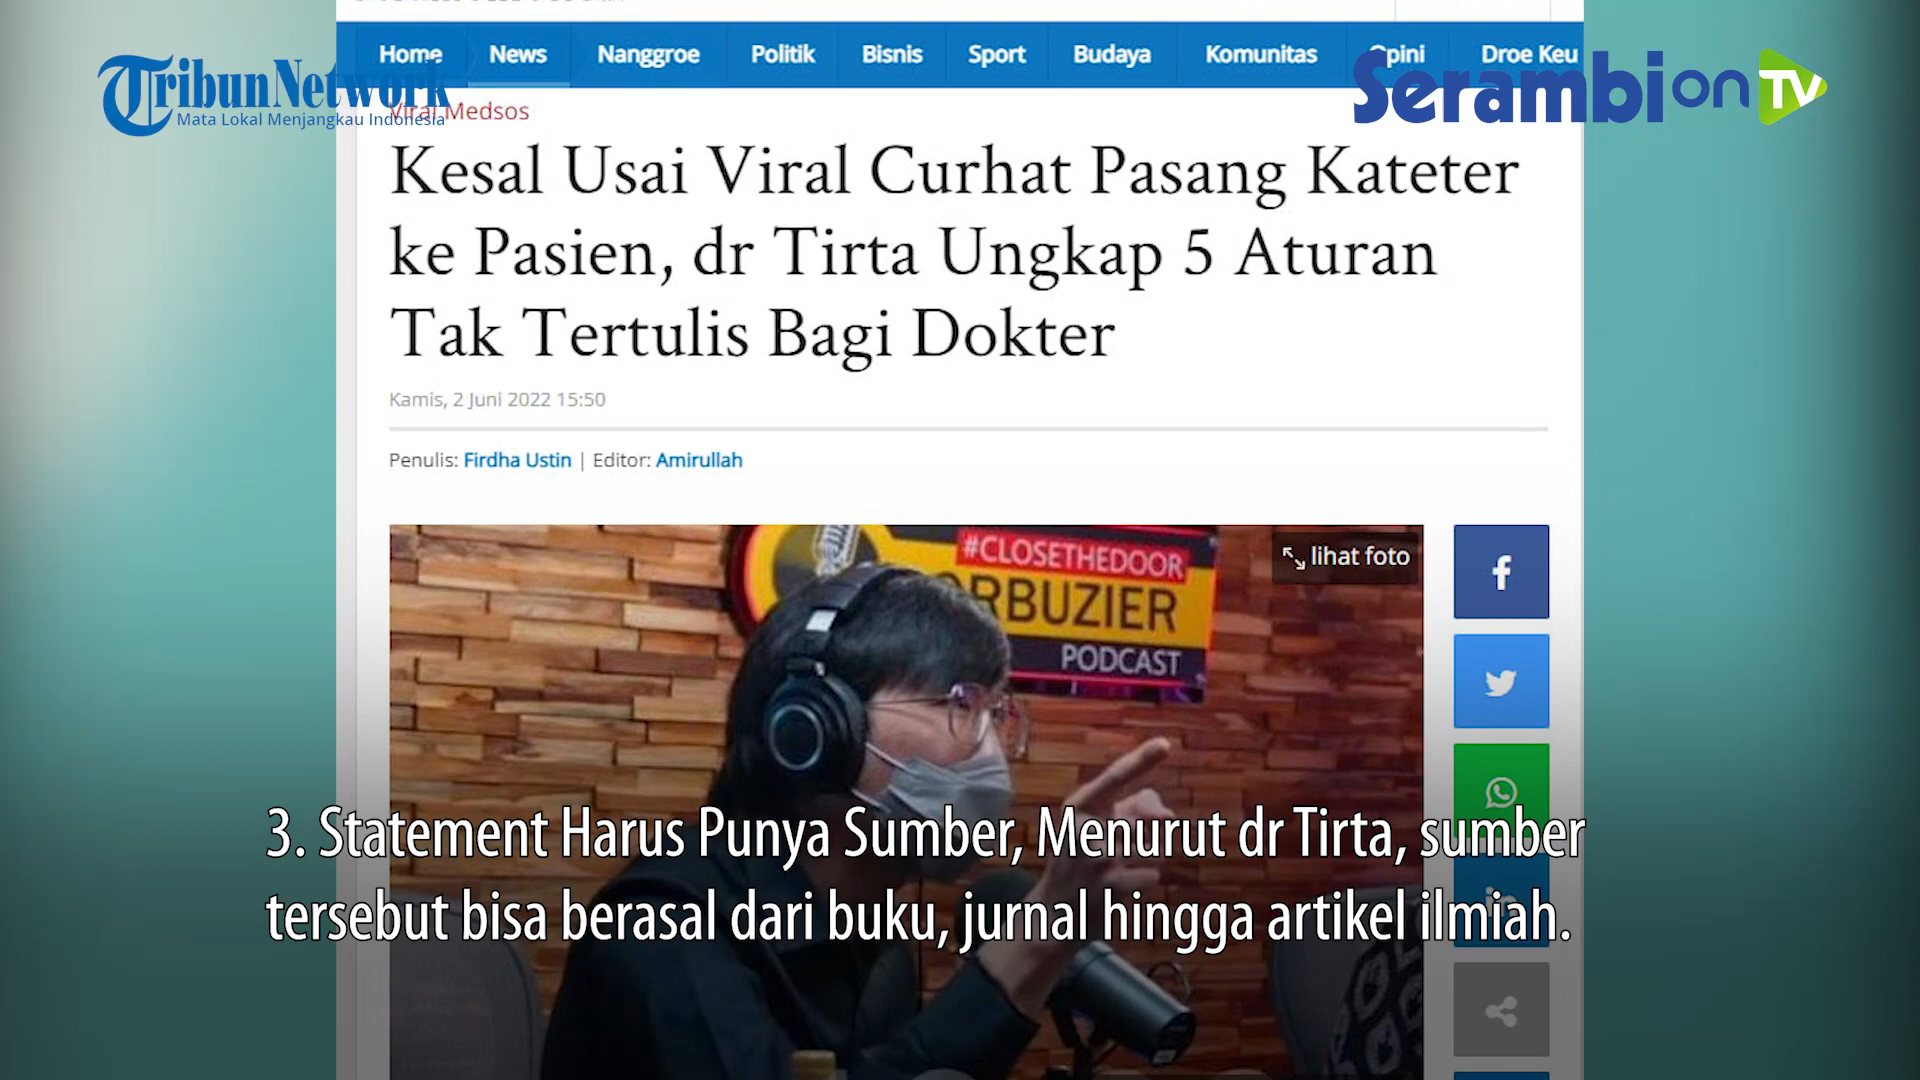 Home News Nanggroe Politik Bisnis Sport Budaya Komunitas Opini Droe Keu
TribunNetwork
Mata Lokal Menjangkau Indonesia
Serambi on TV
Viral Medsos
Kesal Usai Viral Curhat Pasang Kateter
ke Pasien, dr Tirta Ungkap 5 Aturan
Tak Tertulis Bagi Dokter
Kamis, 2 Juni 2022 15:50
Penulis: Firdha Ustin | Editor: Amirullah
#CLOSETHEDOOR
RBUZIER
PODCAST
lihat foto
3. Statement Harus Punya Sumber, Menurut dr Tirta, sumber
tersebut bisa berasal dari buku, jurnal hingga artikel ilmiah.